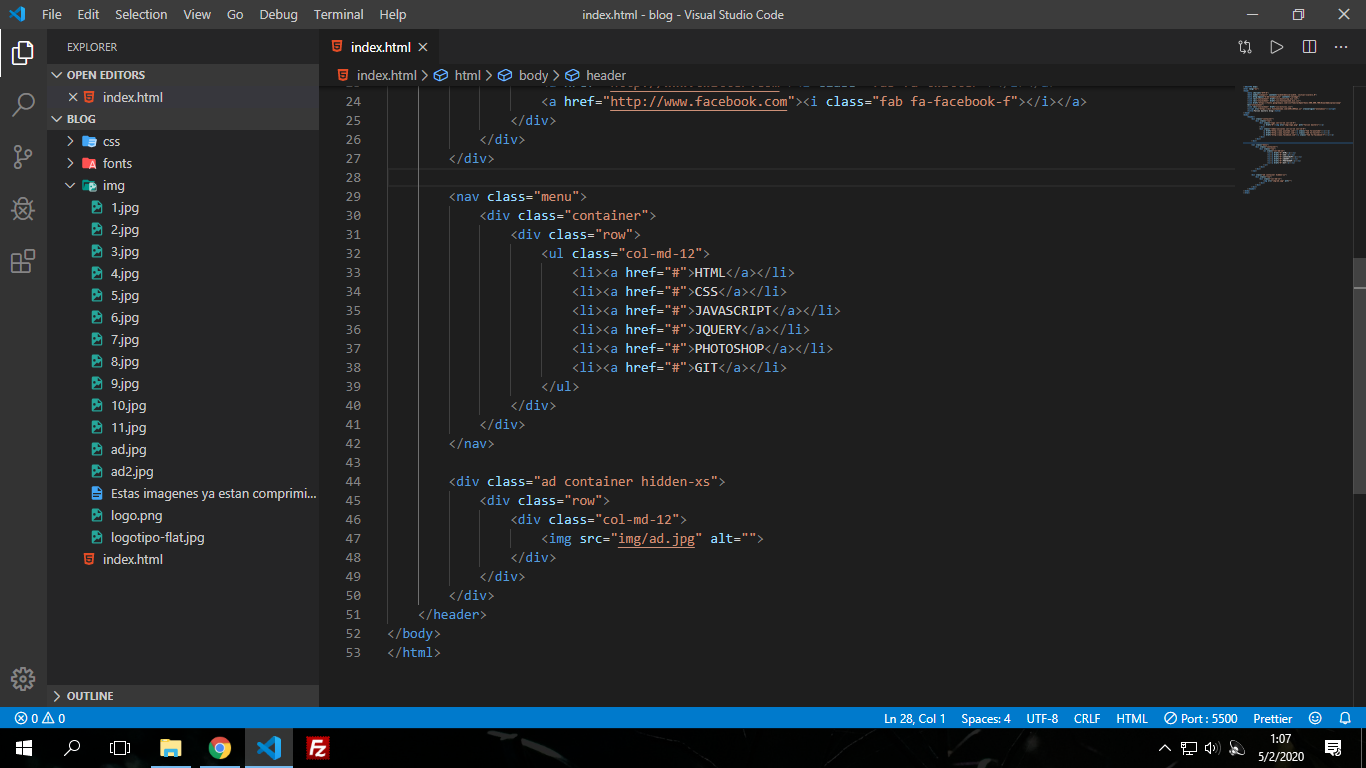 File Edit Selection View Go Debug Terminal Help
index.html - blog - Visual Studio Code
EXPLORER
OPEN EDITORS
index.html
BLOG
css
fonts
img
1.jpg
2.jpg
3.jpg
4.jpg
5.jpg
6.jpg
7.jpg
8.jpg
9.jpg
10.jpg
11.jpg
ad.jpg
ad2.jpg
Estas imagenes ya estan comprimi...
logo.png
logotipo-flat.jpg
index.html
OUTLINE
index.html
index.html > html > body > header
24 <a href="http://www.facebook.com"><i class="fab fa-facebook-f"></i></a>
25 </div>
26 </div>
27 </div>
28
29 <nav class="menu">
30 <div class="container">
31 <div class="row">
32 <ul class="col-md-12">
33 <li><a href="#">HTML</a></li>
34 <li><a href="#">CSS</a></li>
35 <li><a href="#">JAVASCRIPT</a></li>
36 <li><a href="#">JQUERY</a></li>
37 <li><a href="#">PHOTOSHOP</a></li>
38 <li><a href="#">GIT</a></li>
39 </ul>
40 </div>
41 </div>
42 </nav>
43
44 <div class="ad container hidden-xs">
45 <div class="row">
46 <div class="col-md-12">
47 <img src="img/ad.jpg" alt="">
48 </div>
49 </div>
50 </div>
51 </header>
52 </body>
53 </html>
0 0
Ln 28, Col 1 Spaces: 4 UTF-8 CRLF HTML Port : 5500 Prettier
Fz
1:07
5/2/2020